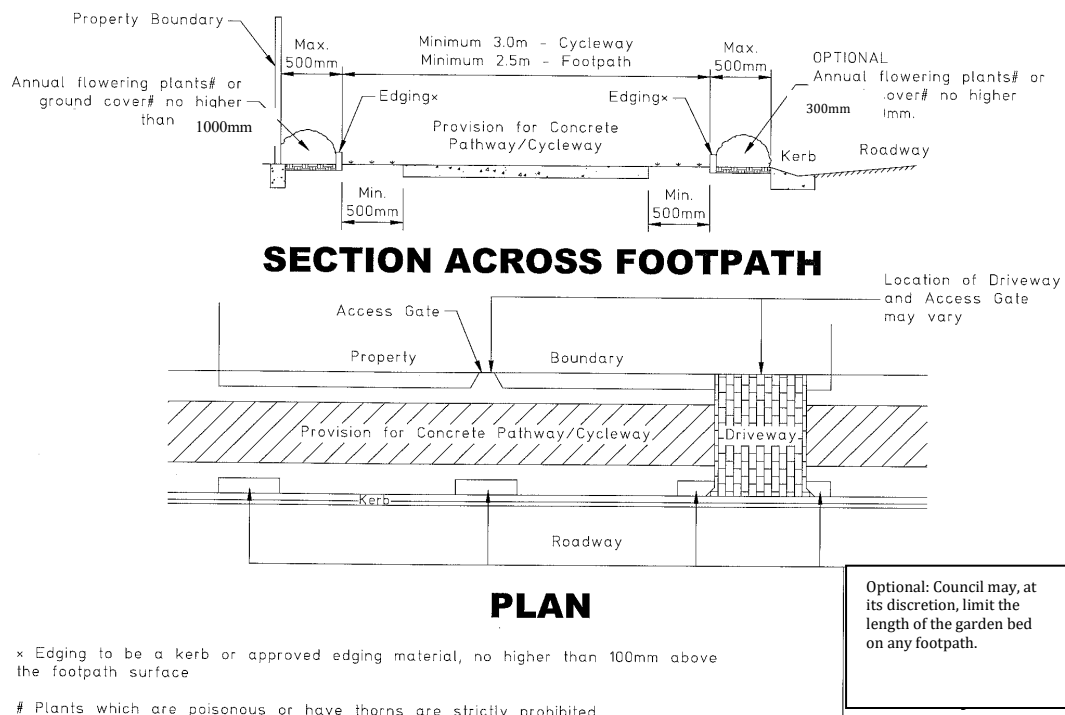 Property Boundary
Max.
500mm
Minimum 3.0m - Cycleway
Minimum 2.5m - Footpath
Max.
500mm
OPTIONAL
Annual flowering plants# or
over# no higher
300mm
mm.
Annual flowering plants# or
ground cover# no higher
than 1000mm
Edging×
Edging×
Provision for Concrete
Pathway/Cycleway
Kerb
Roadway
Min.
500mm
Min.
500mm
SECTION ACROSS FOOTPATH
Location of Driveway
and Access Gate
may vary
Access Gate
Property
Boundary
Provision for Concrete Pathway/Cycleway
Driveway
Kerb
Roadway
PLAN
Optional: Council may, at
its discretion, limit the
length of the garden bed
on any footpath.
× Edging to be a kerb or approved edging material, no higher than 100mm above
the footpath surface
# Plants which are poisonous or have thorns are strictly prohibited